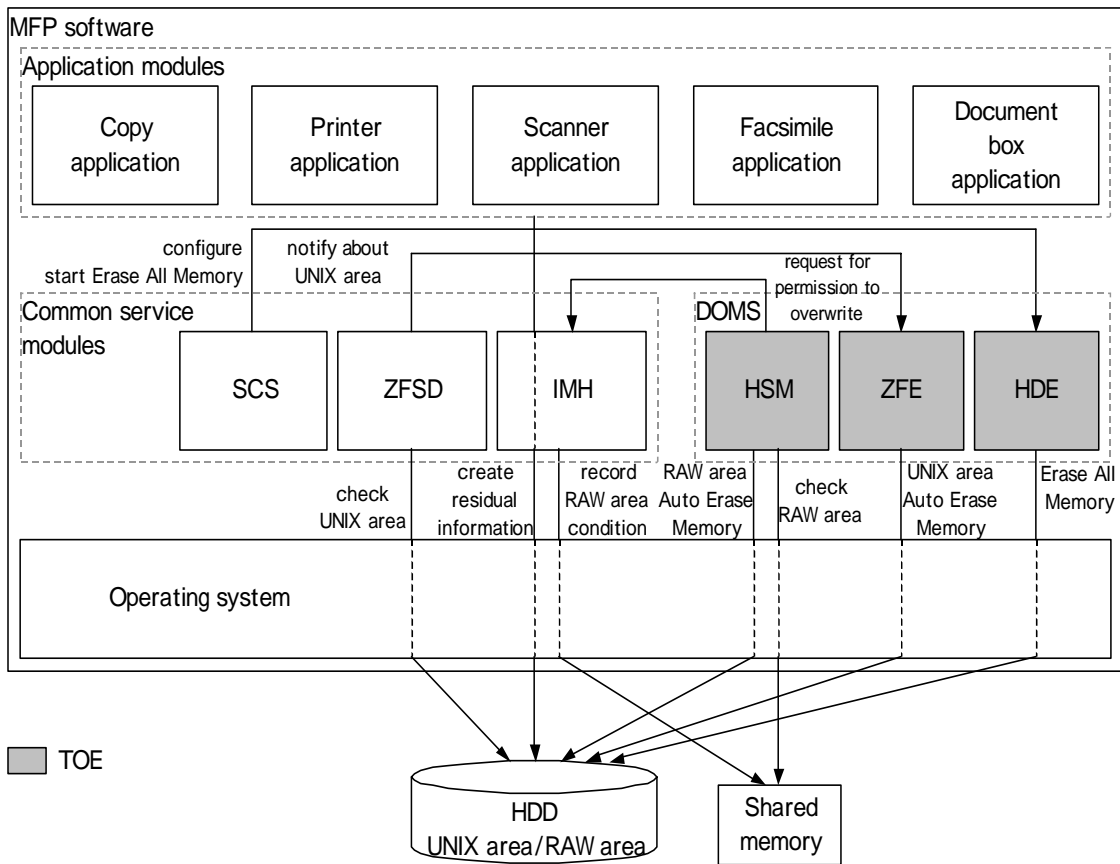 MFP software
Application modules
Copy
application
Printer
application
Scanner
application
Facsimile
application
Document
box
application
configure
start Erase All Memory
notify about
UNIX area
request for
permission to
overwrite
Common service
modules
DOMS
SCS
ZFSD
IMH
HSM
ZFE
HDE
check
UNIX area
create
residual
information
record
RAW area
condition
RAW area
Auto Erase
Memory
check
RAW area
UNIX area
Auto Erase
Memory
Erase All
Memory
Operating system
TOE
HDD
UNIX area/RAW area
Shared
memory